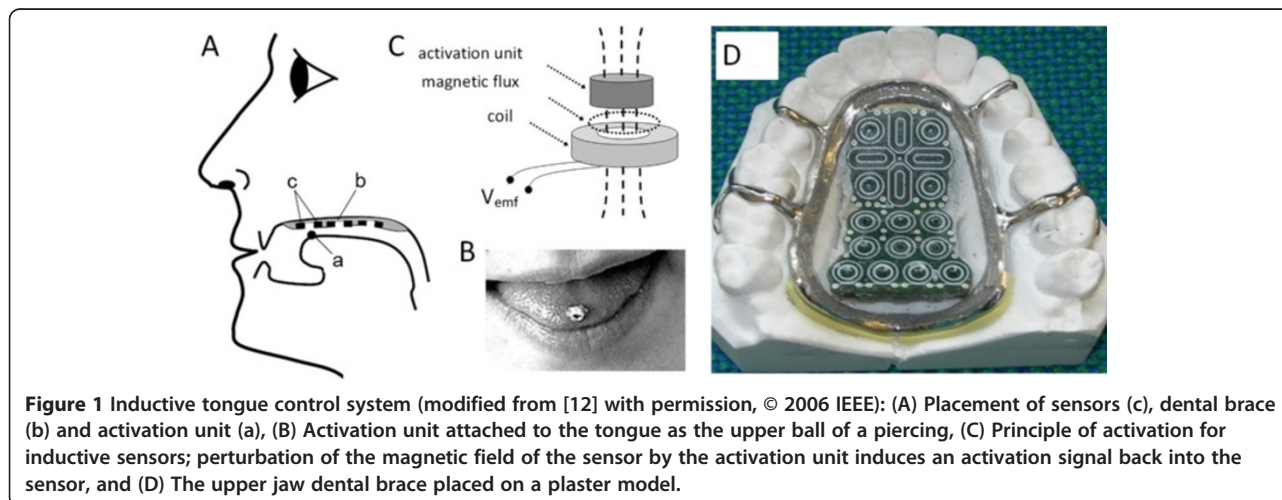 A
c
b
a
C
activation unit
magnetic flux
coil
Vemf
B
D
Figure 1 Inductive tongue control system (modified from [12] with permission, © 2006 IEEE): (A) Placement of sensors (c), dental brace
(b) and activation unit (a), (B) Activation unit attached to the tongue as the upper ball of a piercing, (C) Principle of activation for
inductive sensors; perturbation of the magnetic field of the sensor by the activation unit induces an activation signal back into the
sensor, and (D) The upper jaw dental brace placed on a plaster model.